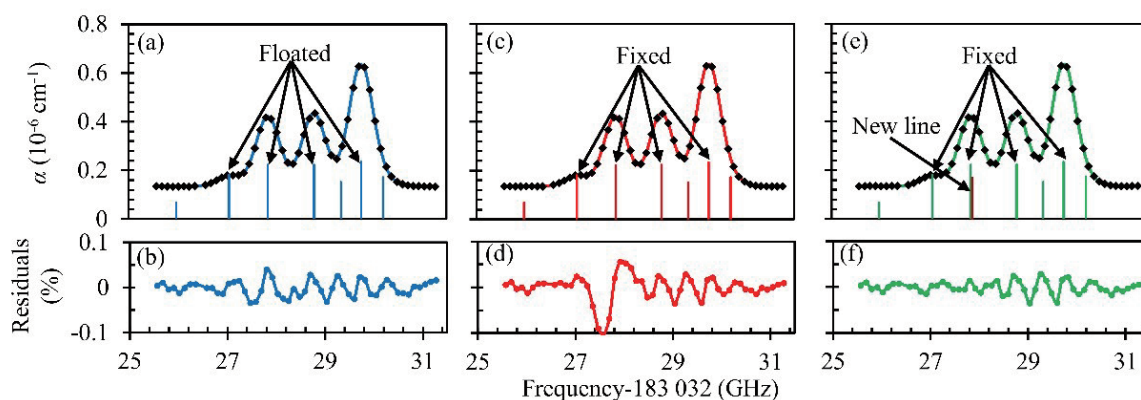 0.8
0.6
0.4
0.2
0
α (10⁻⁶ cm⁻¹)
(a)
Floated
(c)
Fixed
(e)
Fixed
New line
0.1
0
-0.1
Residuals
(%)
(b)
(d)
(f)
25 27 29 31 25 27 29 31 25 27 29 31
Frequency-183 032 (GHz)